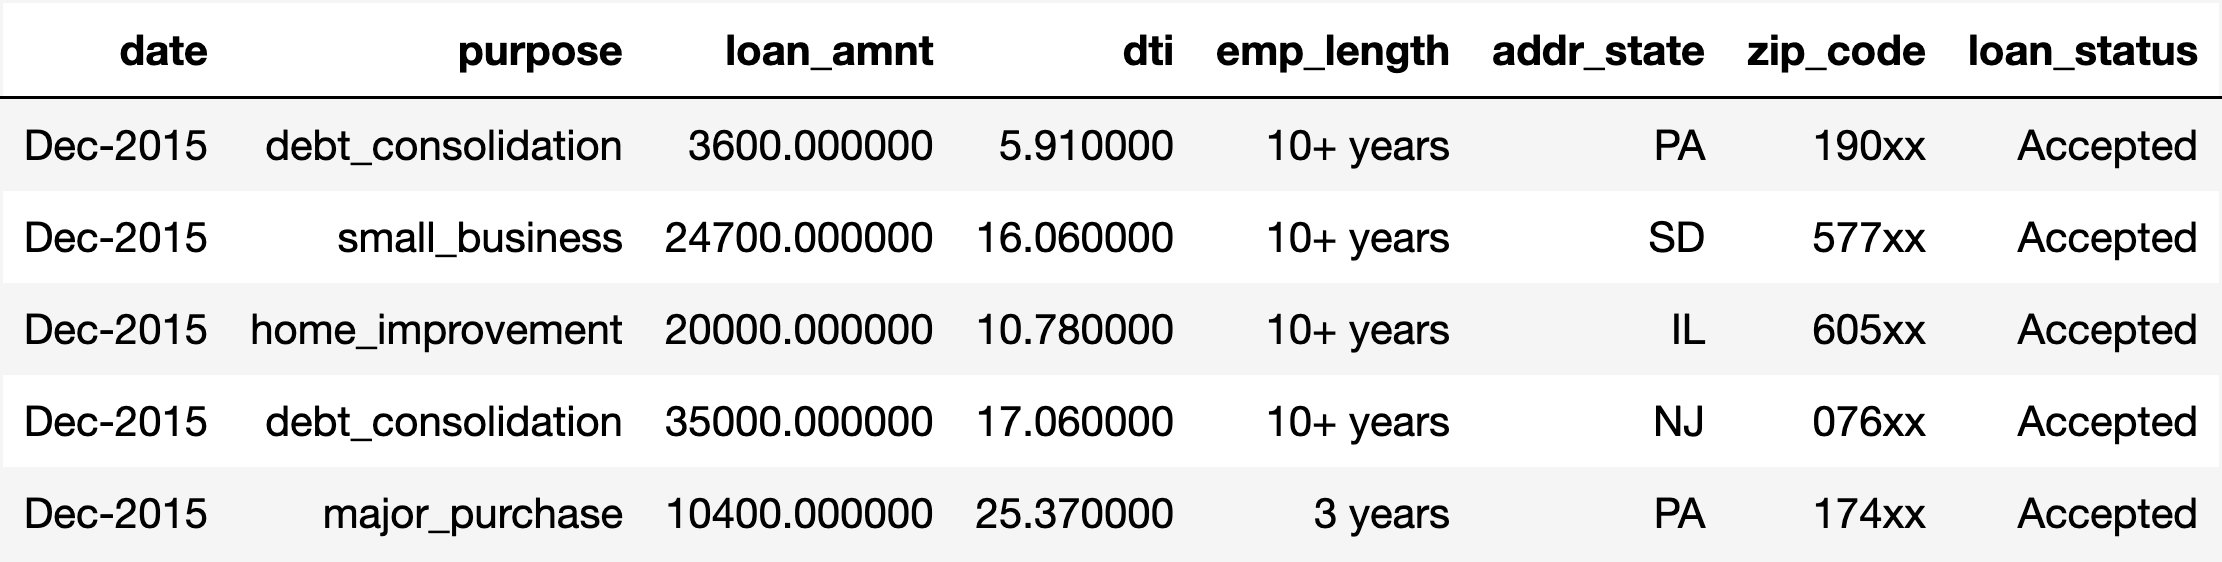 date purpose loan_amnt dti emp_length addr_state zip_code loan_status
Dec-2015 debt_consolidation 3600.000000 5.910000 10+ years PA 190xx Accepted
Dec-2015 small_business 24700.000000 16.060000 10+ years SD 577xx Accepted
Dec-2015 home_improvement 20000.000000 10.780000 10+ years IL 605xx Accepted
Dec-2015 debt_consolidation 35000.000000 17.060000 10+ years NJ 076xx Accepted
Dec-2015 major_purchase 10400.000000 25.370000 3 years PA 174xx Accepted